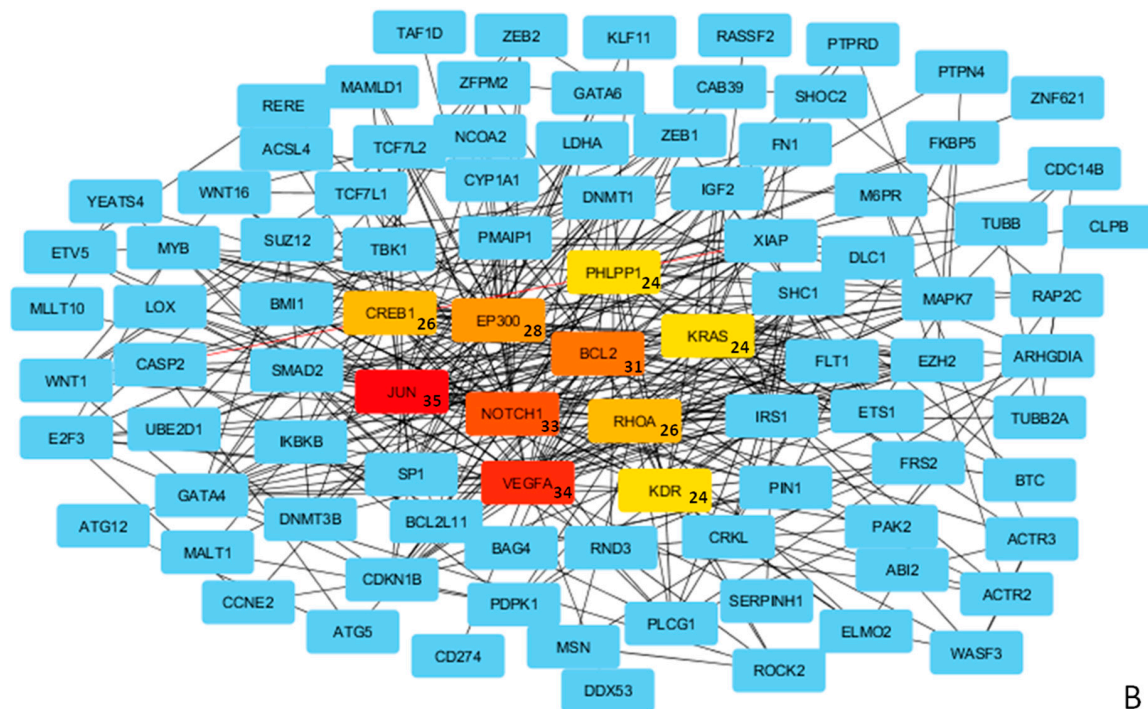 TAF1D
ZEB2
KLF11
RASSF2
PTPRD
MAMLD1
ZFPM2
GATA6
CAB39
SHOC2
PTPN4
ZNF621
RERE
ACSL4
TCF7L2
NCOA2
LDHA
ZEB1
FN1
FKBP5
CDC14B
YEATS4
WNT16
TCF7L1
CYP1A1
DNMT1
IGF2
M6PR
TUBB
CLPB
ETV5
MYB
SUZ12
TBK1
PMAIP1
XIAP
DLC1
PHLPP1 24
MLLT10
LOX
BMI1
CREB1 26
EP300 28
SHC1
MAPK7
RAP2C
KRAS 24
BCL2 31
WNT1
CASP2
SMAD2
FLT1
EZH2
ARHGDIA
JUN 35
NOTCH1 33
RHOA 26
IRS1
ETS1
TUBB2A
E2F3
UBE2D1
IKBKB
SP1
VEGFA 34
KDR 24
PIN1
FRS2
BTC
GATA4
ATG12
MALT1
DNMT3B
BCL2L11
BAG4
RND3
CRKL
PAK2
ACTR3
ABI2
CCNE2
CDKN1B
PDPK1
SERPINH1
ACTR2
ATG5
CD274
MSN
PLCG1
ELMO2
WASF3
ROCK2
DDX53
B